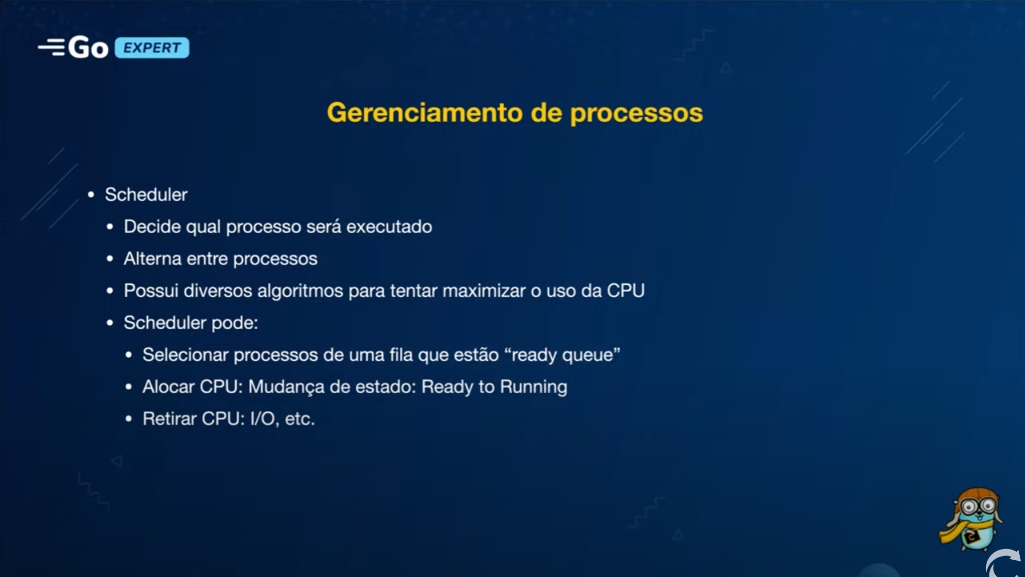 Go EXPERT
Gerenciamento de processos
• Scheduler
• Decide qual processo será executado
• Alterna entre processos
• Possui diversos algoritmos para tentar maximizar o uso da CPU
• Scheduler pode:
• Selecionar processos de uma fila que estão “ready queue”
• Alocar CPU: Mudança de estado: Ready to Running
• Retirar CPU: I/O, etc.